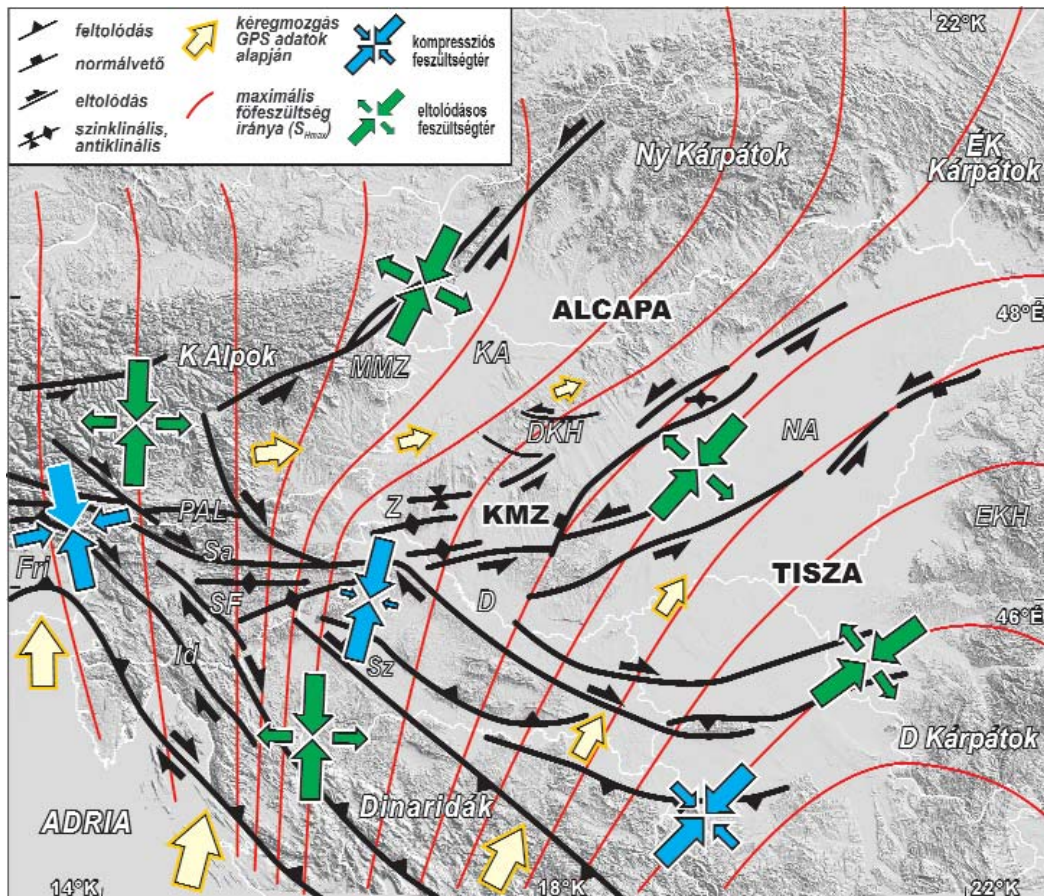 feltolódás
normálvető
eltolódás
szinklinális,
antiklinális
kéregmozgás
GPS adatok
alapján
maximális
főfeszültség
iránya (S_Hmax)
kompressziós
feszültségtér
eltolódásos
feszültségtér
22°K
Ny Kárpátok
ÉK
Kárpátok
ALCAPA
48°É
K Alpok
MMZ
KA
DKH
NA
Z
KMZ
EKH
PAL
Sa
Fri
SF
D
TISZA
46°É
Id
Sz
D Kárpátok
Dinaridák
ADRIA
14°K
18°K
22°K